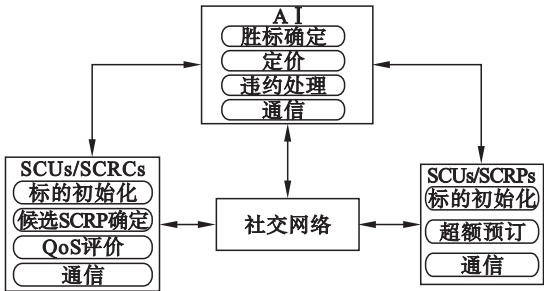 AI
胜标确定
定价
违约处理
通信
SCUs/SCRCs
标的初始化
候选SCRP确定
QoS评价
通信
社交网络
SCUs/SCRPs
标的初始化
超额预订
通信